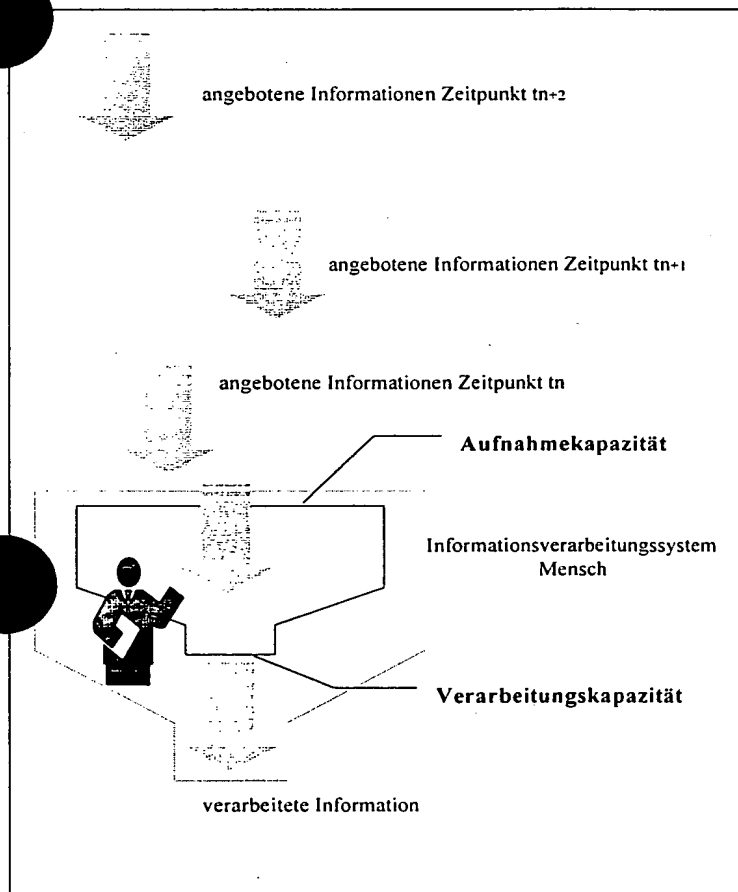 angebotene Informationen Zeitpunkt tn+2
angebotene Informationen Zeitpunkt tn+1
angebotene Informationen Zeitpunkt tn
Aufnahmekapazität
Informationsverarbeitungssystem
Mensch
Verarbeitungskapazität
verarbeitete Information